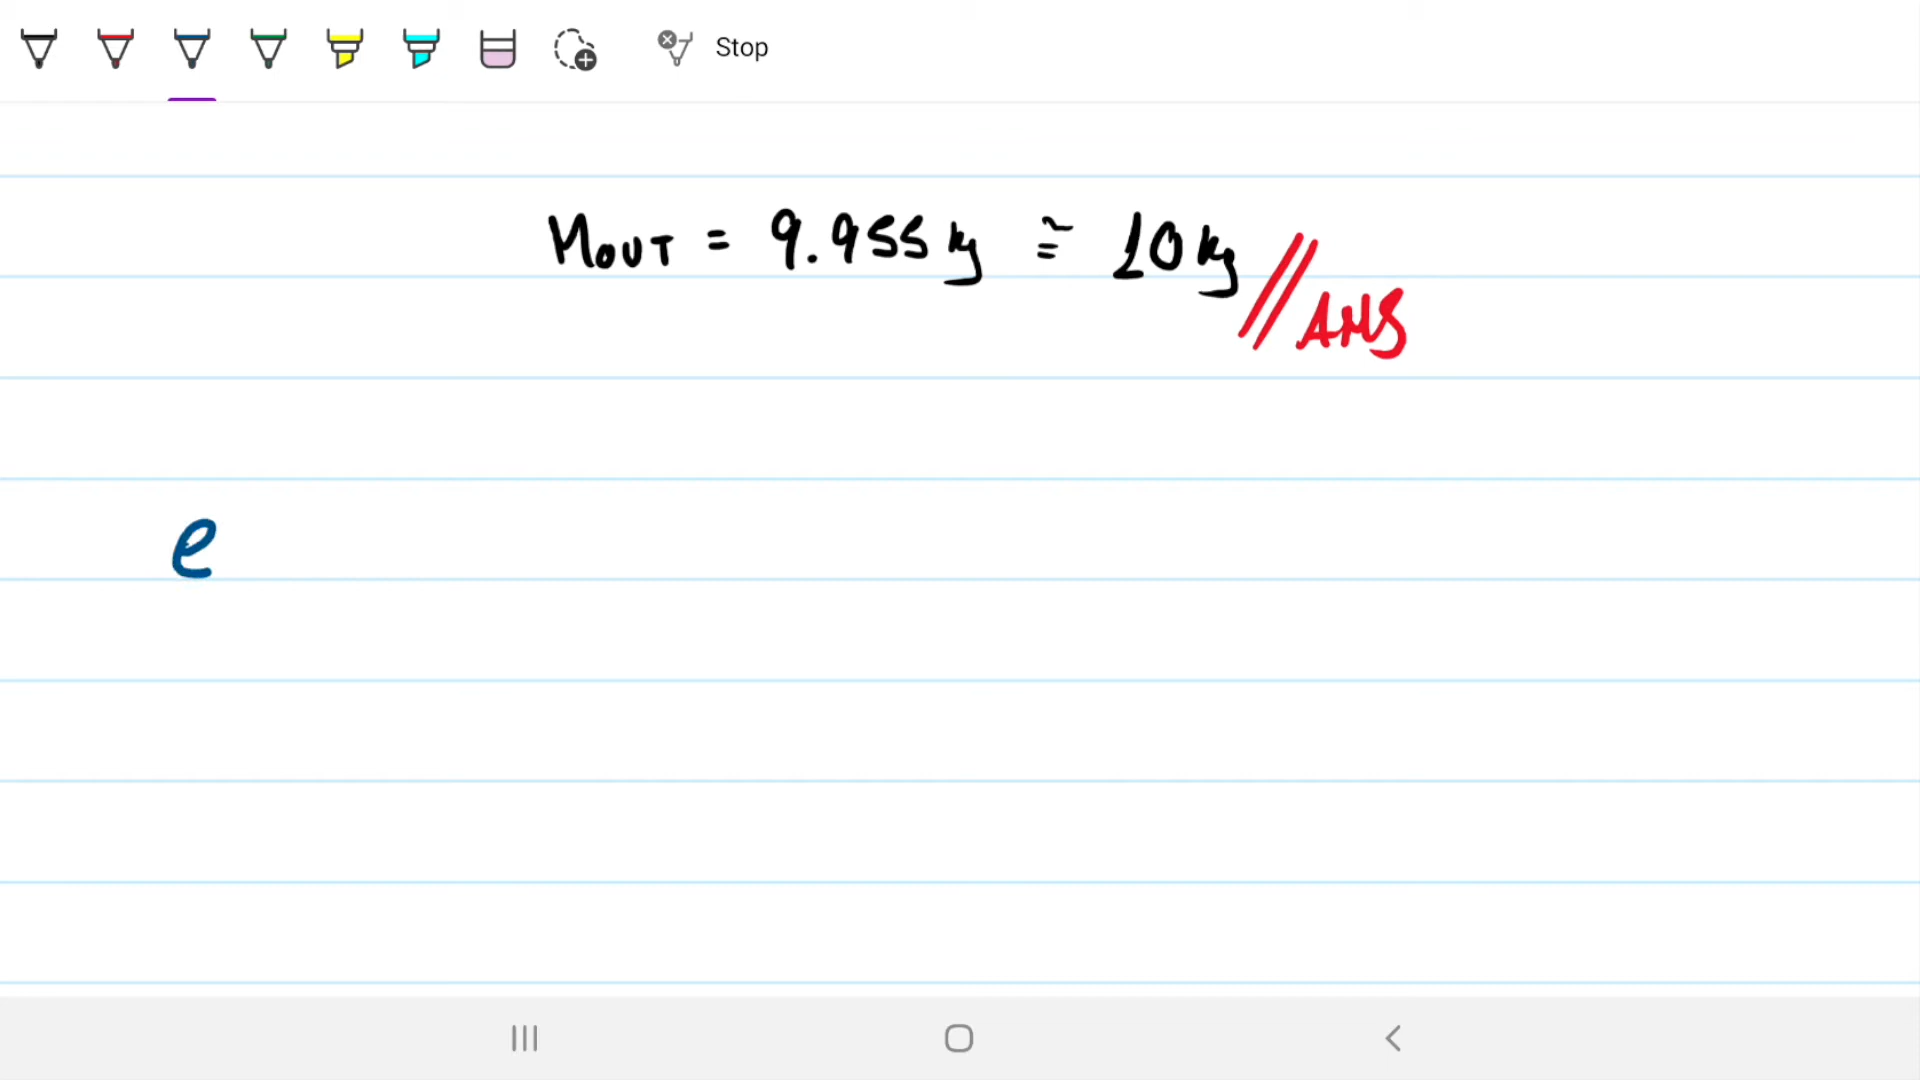 Stop
MOUT = 9.955 kg ≅ 10 kg //
ANS
e